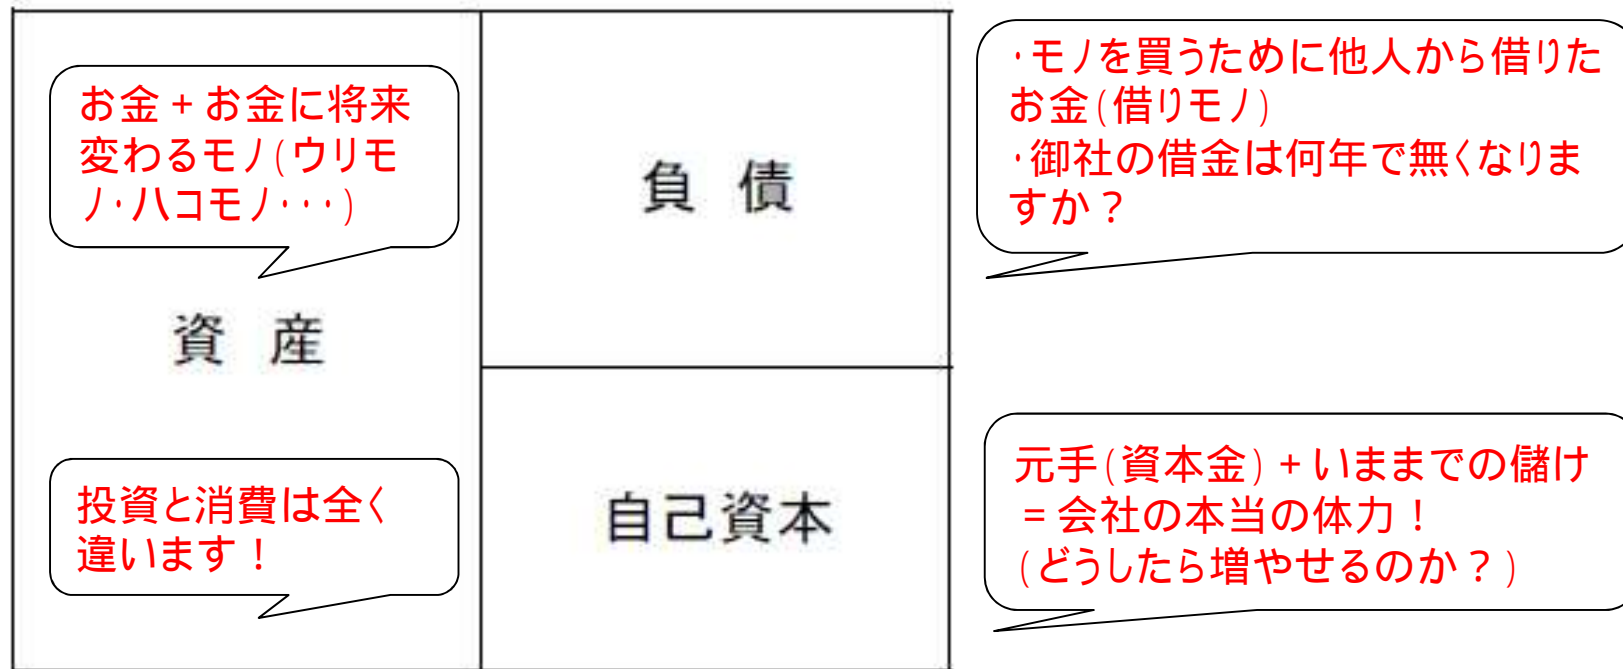 お金+お金に将来
変わるモノ(ウリモ
ノ・ハコモノ・・・)
資 産
投資と消費は全く
違います!
負 債
自己資本
・モノを買うために他人から借りた
お金(借りモノ)
・御社の借金は何年で無くなりま
すか?
元手(資本金)+いままでの儲け
=会社の本当の体力!
(どうしたら増やせるのか?)